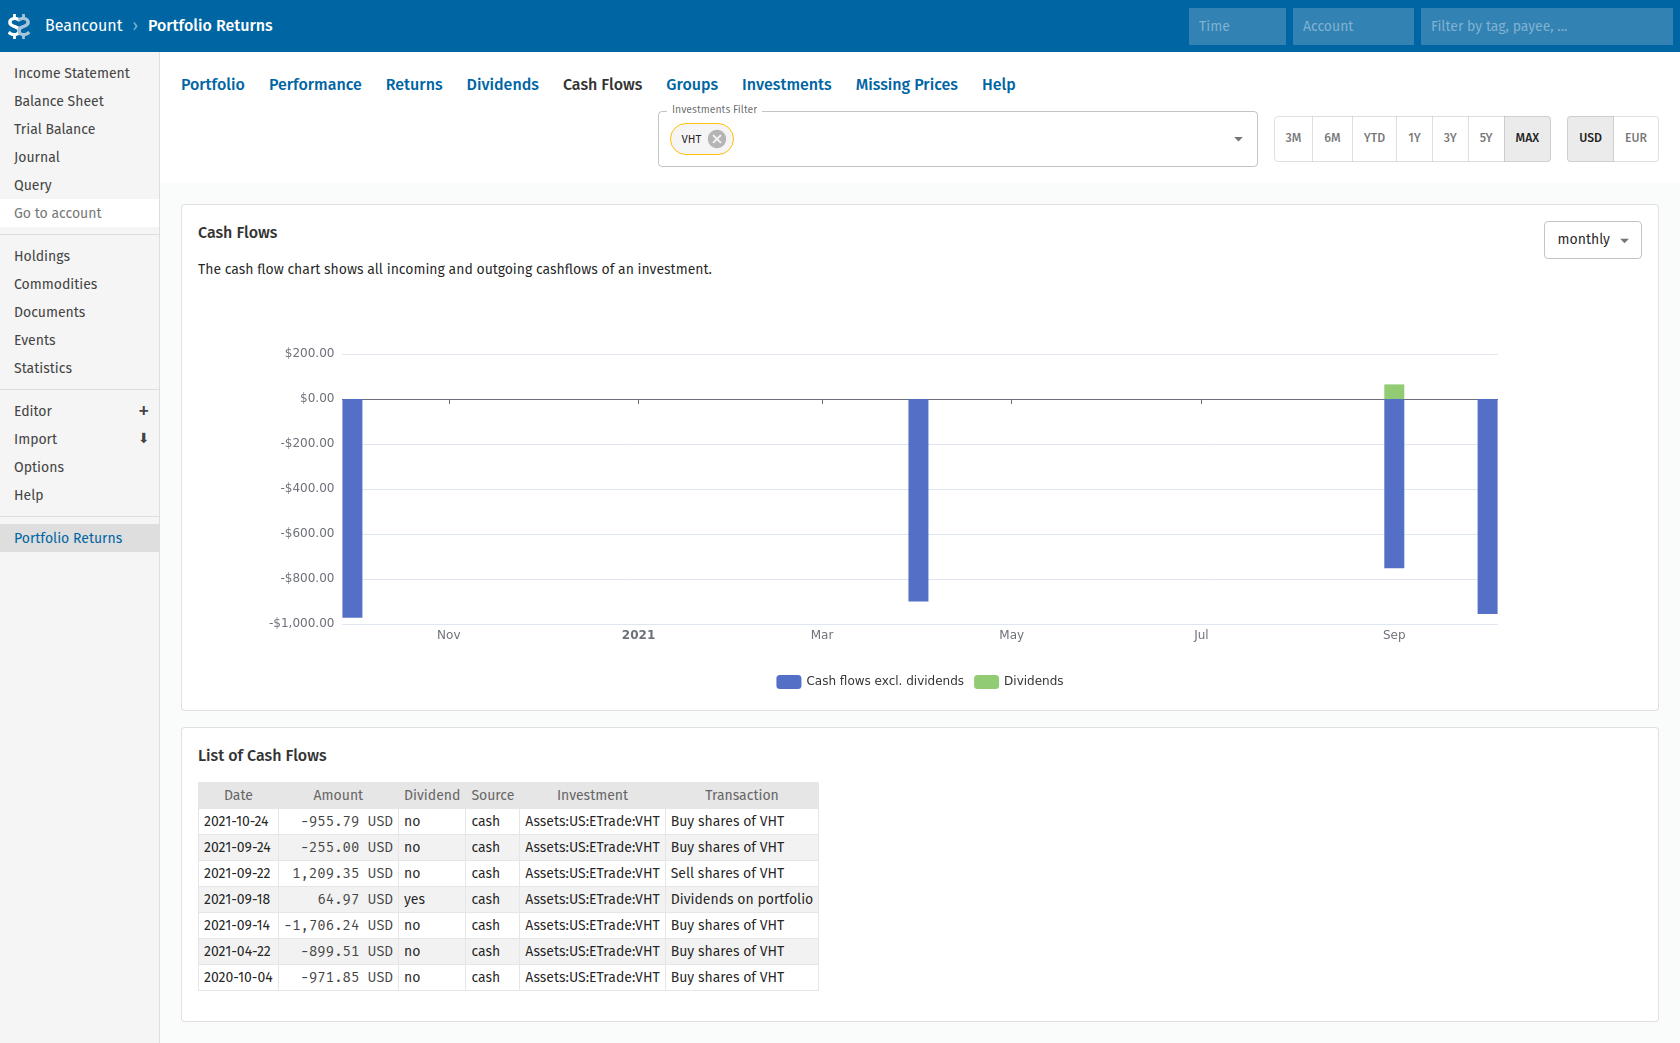 Beancount › Portfolio Returns
Time
Account
Filter by tag, payee, ...
Income Statement
Balance Sheet
Trial Balance
Journal
Query
Go to account
Holdings
Commodities
Documents
Events
Statistics
Editor +
Import
Options
Help
Portfolio Returns
Portfolio Performance Returns Dividends Cash Flows Groups Investments Missing Prices Help
Investments Filter
VHT
3M 6M YTD 1Y 3Y 5Y MAX
USD EUR
Cash Flows
monthly
The cash flow chart shows all incoming and outgoing cashflows of an investment.
$200.00
$0.00
-$200.00
-$400.00
-$600.00
-$800.00
-$1,000.00
Nov 2021 Mar May Jul Sep
Cash flows excl. dividends Dividends
List of Cash Flows
Date Amount Dividend Source Investment Transaction
2021-10-24 -955.79 USD no cash Assets:US:ETrade:VHT Buy shares of VHT
2021-09-24 -255.00 USD no cash Assets:US:ETrade:VHT Buy shares of VHT
2021-09-22 1,209.35 USD no cash Assets:US:ETrade:VHT Sell shares of VHT
2021-09-18 64.97 USD yes cash Assets:US:ETrade:VHT Dividends on portfolio
2021-09-14 -1,706.24 USD no cash Assets:US:ETrade:VHT Buy shares of VHT
2021-04-22 -899.51 USD no cash Assets:US:ETrade:VHT Buy shares of VHT
2020-10-04 -971.85 USD no cash Assets:US:ETrade:VHT Buy shares of VHT